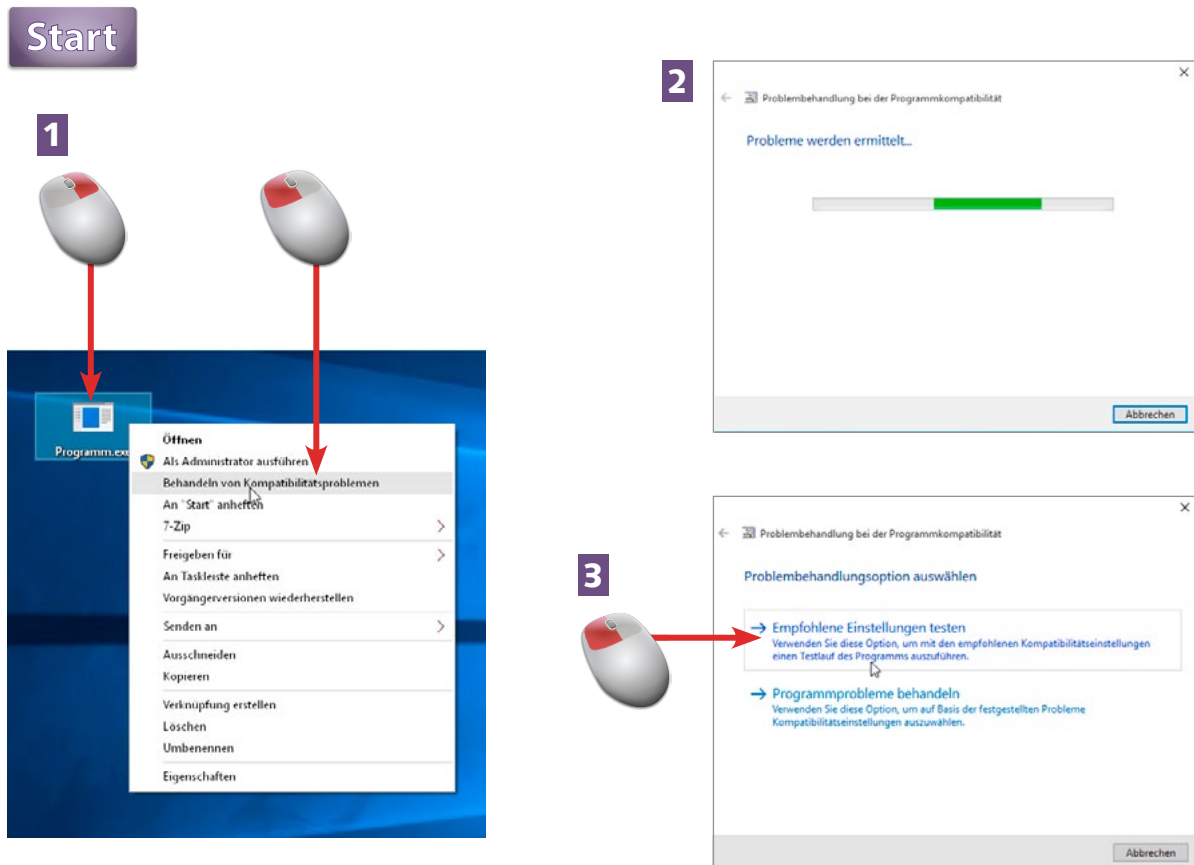 Start
1
Programm.exe
Öffnen
Als Administrator ausführen
Behandeln von Kompatibilitätsproblemen
An "Start" anheften
7-Zip
Freigeben für
An Taskleiste anheften
Vorgängerversionen wiederherstellen
Senden an
Ausschneiden
Kopieren
Verknüpfung erstellen
Löschen
Umbenennen
Eigenschaften
2
Problembehandlung bei der Programmkompatibilität
Probleme werden ermittelt...
Abbrechen
3
Problembehandlung bei der Programmkompatibilität
Problembehandlungsoption auswählen
Empfohlene Einstellungen testen
Verwenden Sie diese Option, um mit den empfohlenen Kompatibilitätseinstellungen
einen Testlauf des Programms auszuführen.
Programmprobleme behandeln
Verwenden Sie diese Option, um auf Basis der festgestellten Probleme
Kompatibilitätseinstellungen auszuwählen.
Abbrechen